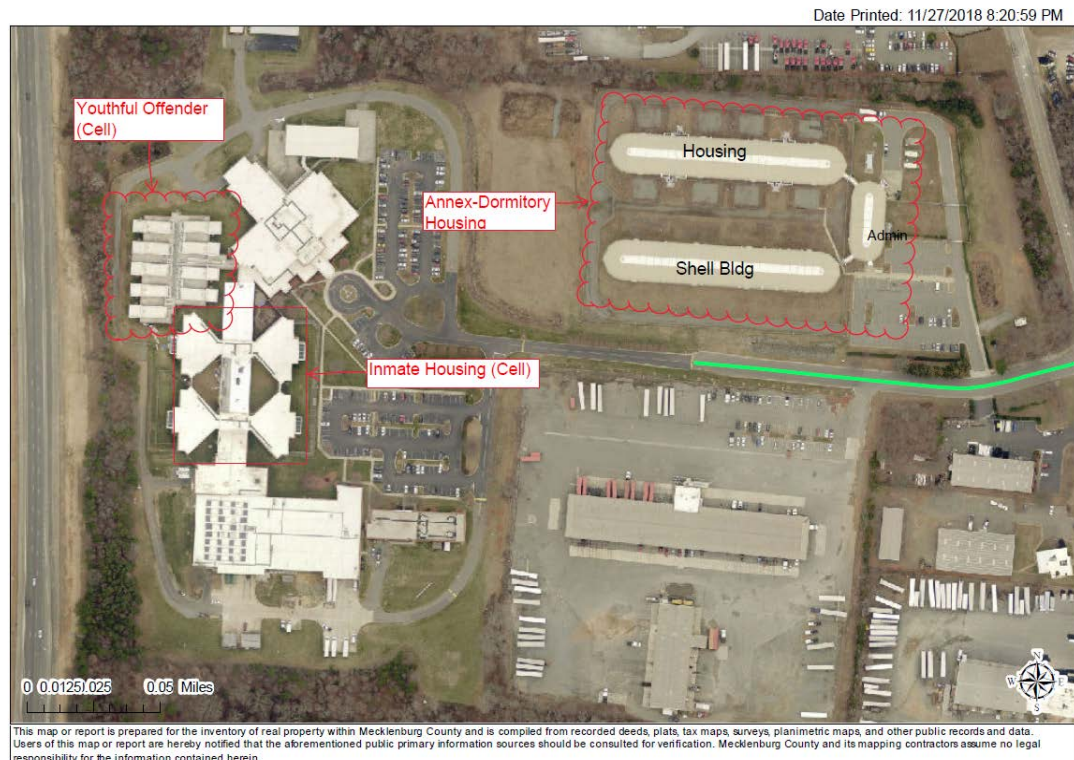 Date Printed: 11/27/2018 8:20:59 PM
Youthful Offender
(Cell)
Housing
Annex-Dormitory
Housing
Admin
Shell Bldg
Inmate Housing (Cell)
N
W E
S
0 0.01250.025 0.05 Miles
This map or report is prepared for the inventory of real property within Mecklenburg County and is compiled from recorded deeds, plats, tax maps, surveys, planimetric maps, and other public records and data.
Users of this map or report are hereby notified that the aforementioned public primary information sources should be consulted for verification. Mecklenburg County and its mapping contractors assume no legal
responsibility for the information contained herein.